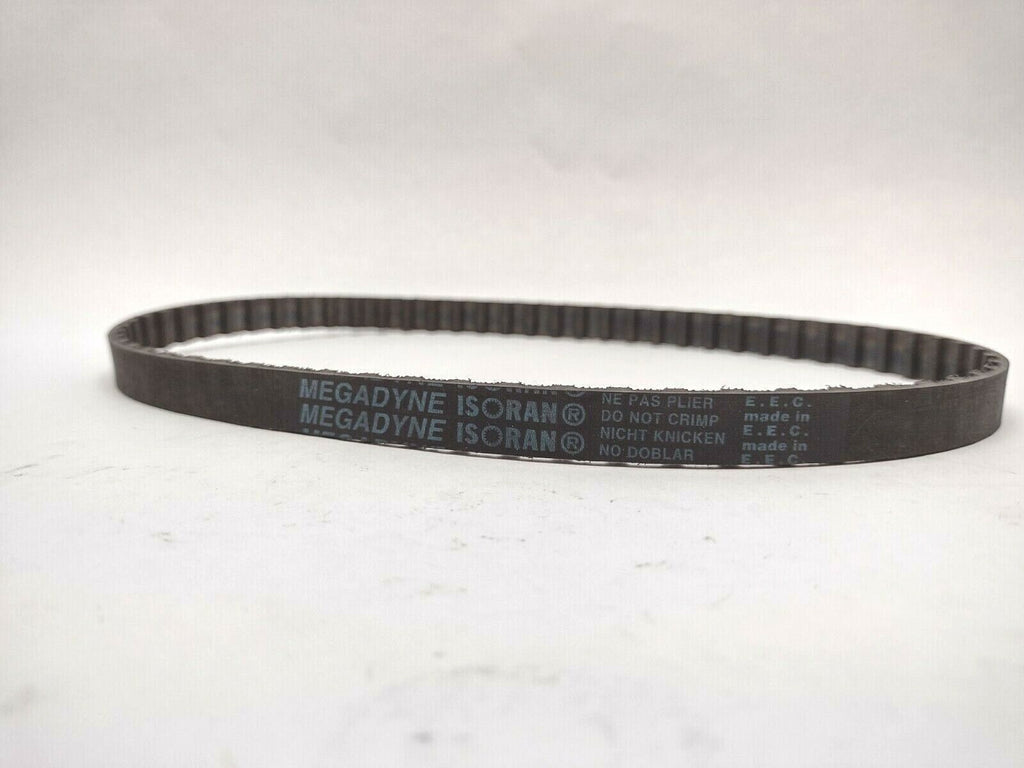 MEGADYNE ISORAN®
MEGADYNE ISORAN®
NE PAS PLIER
DO NOT CRIMP
NICHT KNICKEN
NO DOBLAR
E.E.C.
made in
E.E.C.
made in
E.E.C.